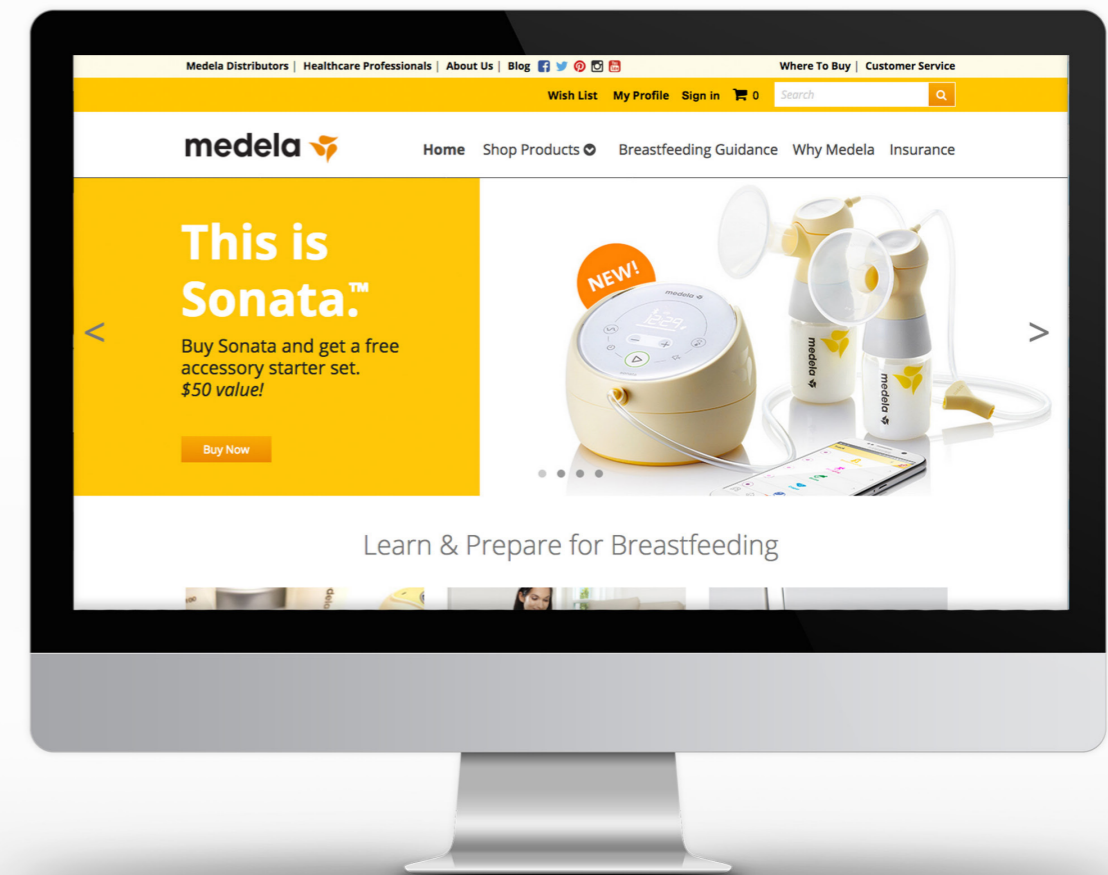 Medela Distributors | Healthcare Professionals | About Us | Blog
Where To Buy | Customer Service
Wish List My Profile Sign in 0 Search
medela
Home Shop Products Breastfeeding Guidance Why Medela Insurance
This is
Sonata.™
Buy Sonata and get a free
accessory starter set.
$50 value!
Buy Now
<
NEW!
medela
12:29
medela
medela
>
Learn & Prepare for Breastfeeding